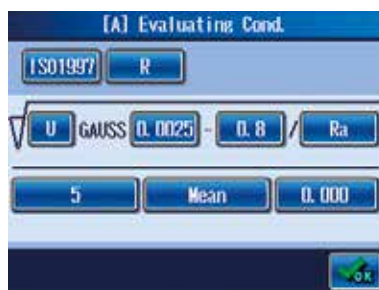 [A] Evaluating Cond.
ISO1997 R
U GAUSS 0.0025 - 0.8 / Ra
5 Mean 0.000
OK